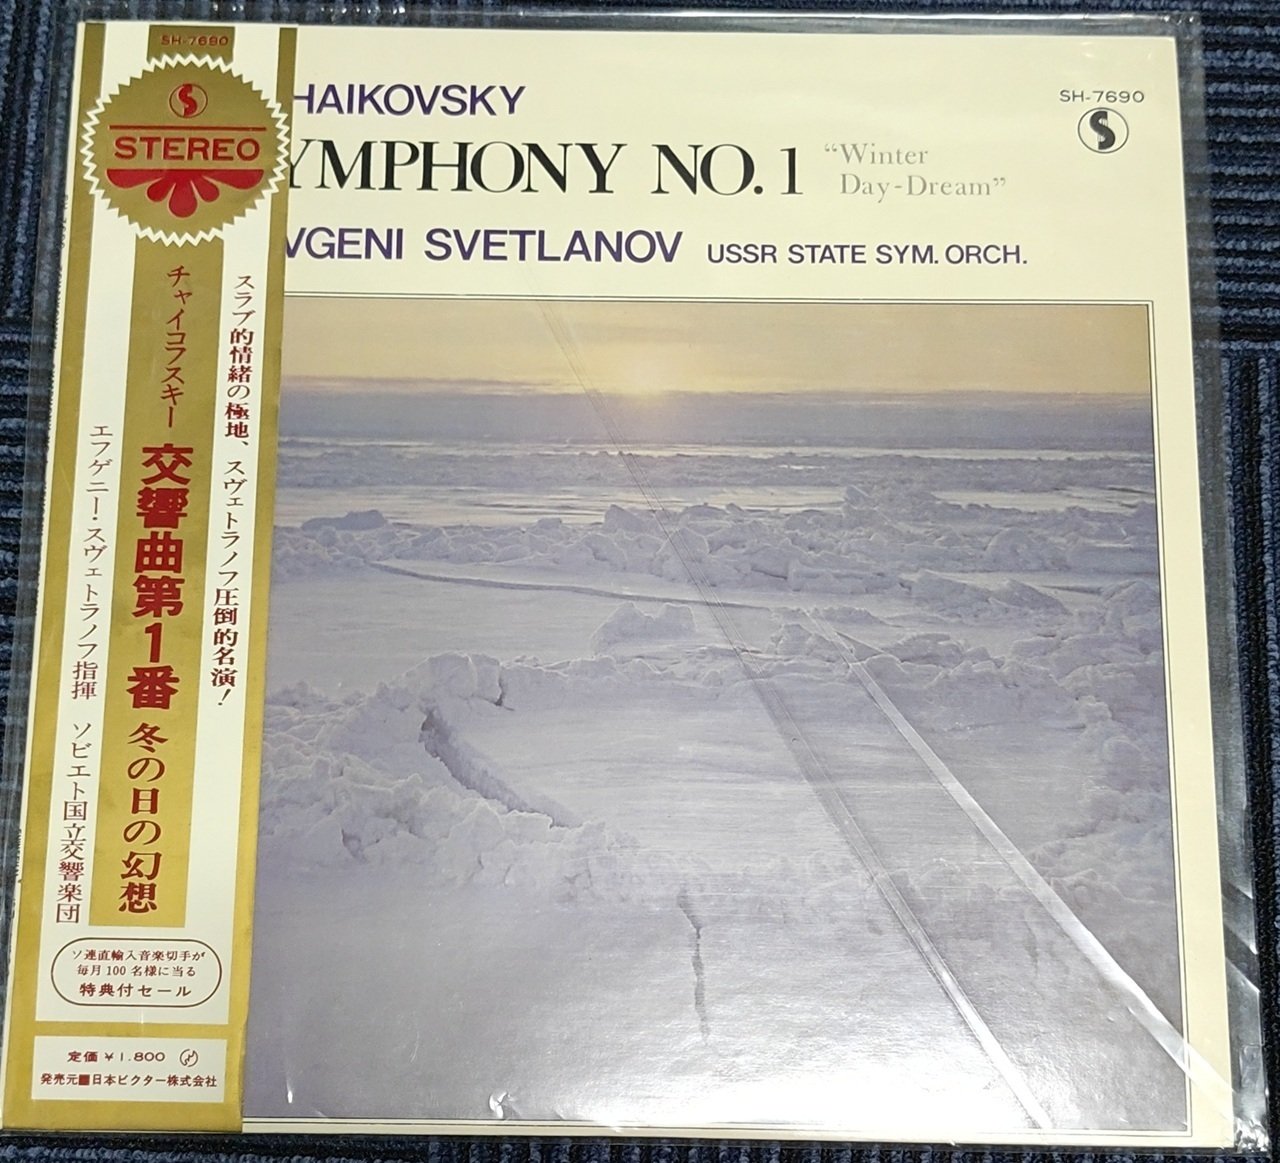 SH-7690
STEREO
スラブ的情緒の極地、スヴェトラノフ圧倒的名演!
チャイコフスキー
交響曲第1番 冬の日の幻想
エフゲニー・スヴェトラノフ指揮 ソビエト国立交響楽団
ソ連直輸入音楽切手が
毎月100名様に当る
特典付セール
定価 ¥1.800
発売元■日本ビクター株式会社
HAIKOVSKY
YMPHONY NO.1 “Winter
Day-Dream”
VGENI SVETLANOV USSR STATE SYM. ORCH.
SH-7690